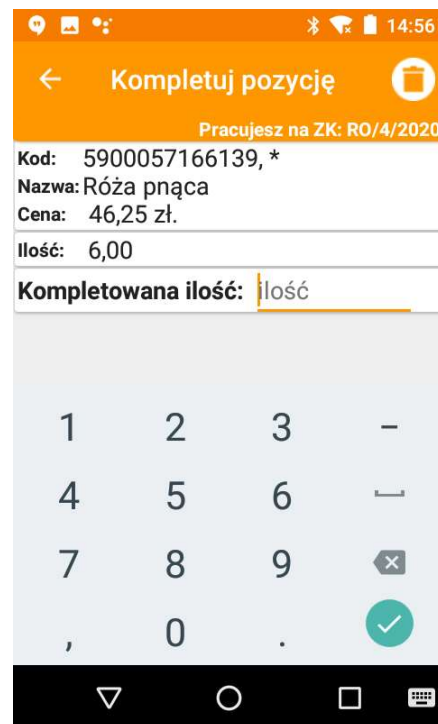 14:56
Kompletuj pozycję
Pracujesz na ZK: RO/4/2020
Kod: 5900057166139, *
Nazwa: Róża pnąca
Cena: 46,25 zł.
Ilość: 6,00
Kompletowana ilość: ilość
1 2 3 -
4 5 6
7 8 9
, 0 .